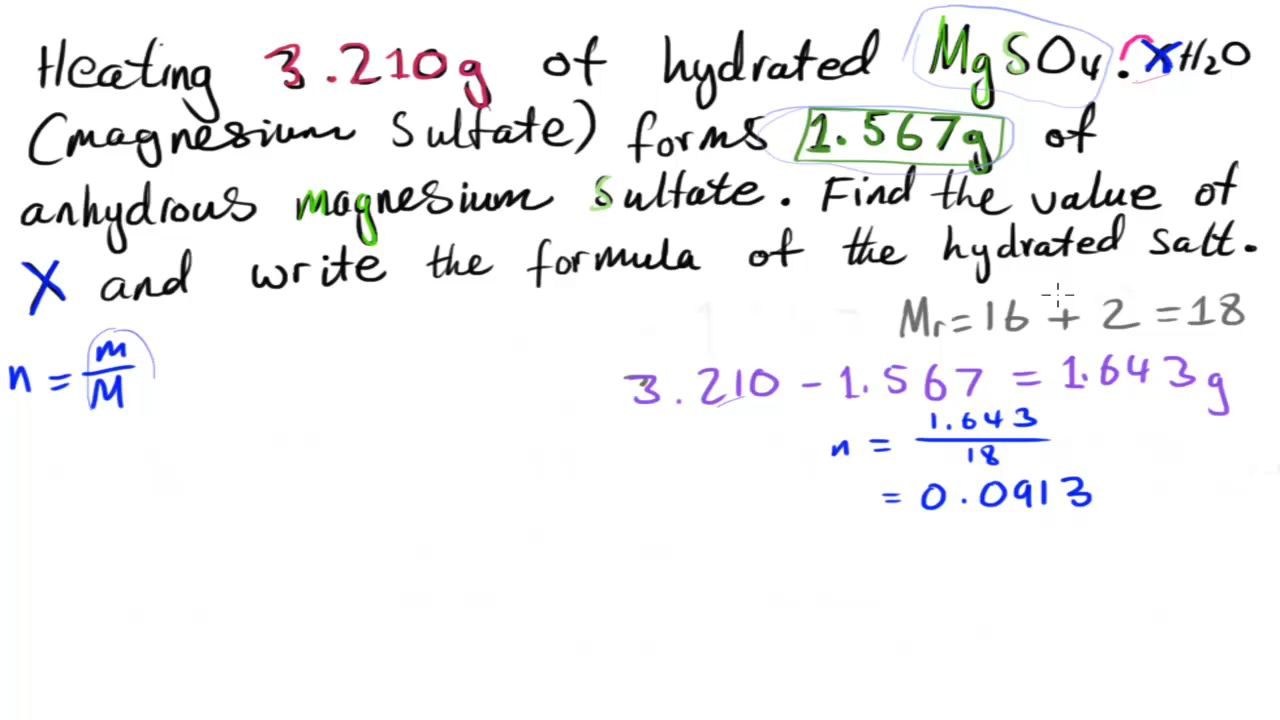 Heating 3.210g of hydrated MgSO4.XH2O
(magnesium Sulfate) forms 1.567g of
anhydrous magnesium sulfate. Find the value of
X and write the formula of the hydrated salt.
Mr = 16 + 2 = 18
n = m/M
3.210 - 1.567 = 1.643g
n = 1.643/18
= 0.0913